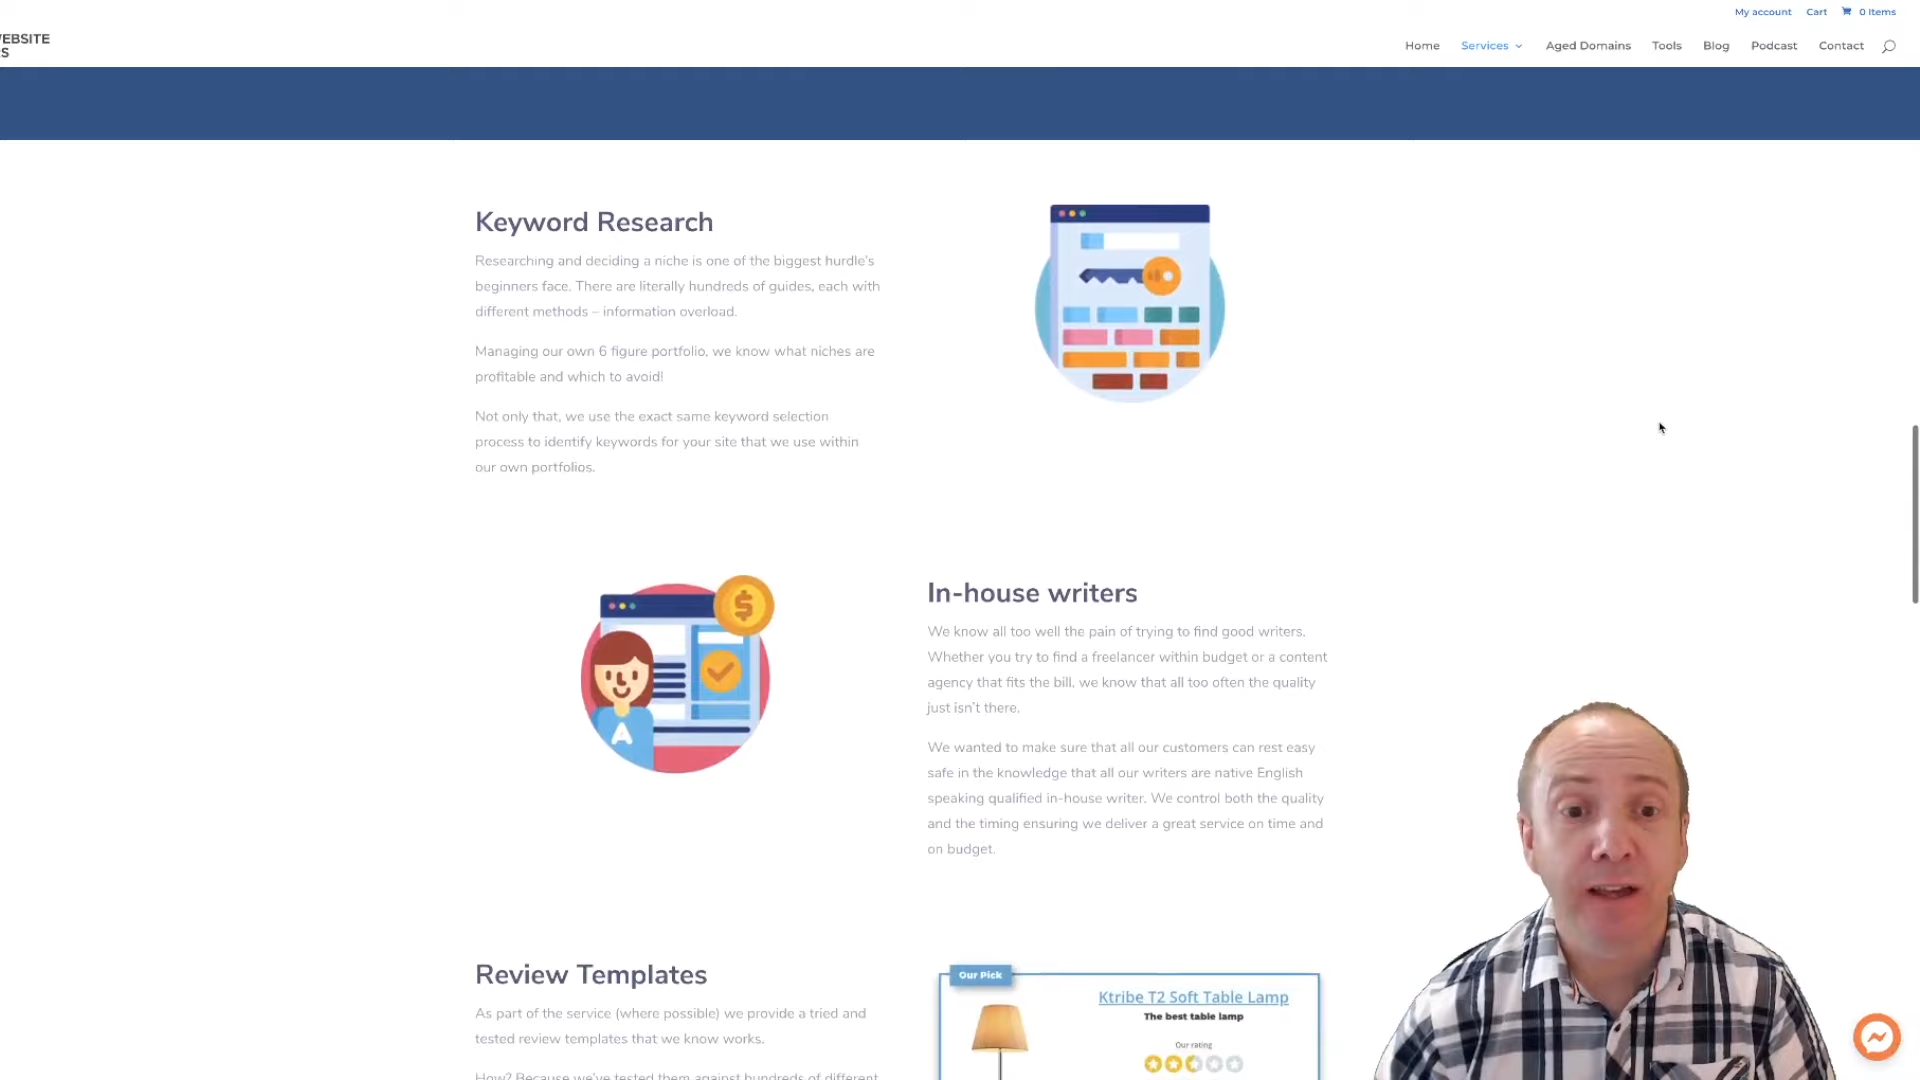 My account Cart 0 Items
EBSITE
Home Services Aged Domains Tools Blog Podcast Contact
Keyword Research
Researching and deciding a niche is one of the biggest hurdle's
beginners face. There are literally hundreds of guides, each with
different methods – information overload.
Managing our own 6 figure portfolio, we know what niches are
profitable and which to avoid!
Not only that, we use the exact same keyword selection
process to identify keywords for your site that we use within
our own portfolios.
In-house writers
We know all too well the pain of trying to find good writers.
Whether you try to find a freelancer within budget or a content
agency that fits the bill, we know that all too often the quality
just isn't there.
We wanted to make sure that all our customers can rest easy
safe in the knowledge that all our writers are native English
speaking qualified in-house writer. We control both the quality
and the timing ensuring we deliver a great service on time and
on budget.
A
Review Templates
As part of the service (where possible) we provide a tried and
tested review templates that we know works.
How? Because we've tested them against hundreds of different
Our Pick
Ktribe T2 Soft Table Lamp
The best table lamp
Our rating